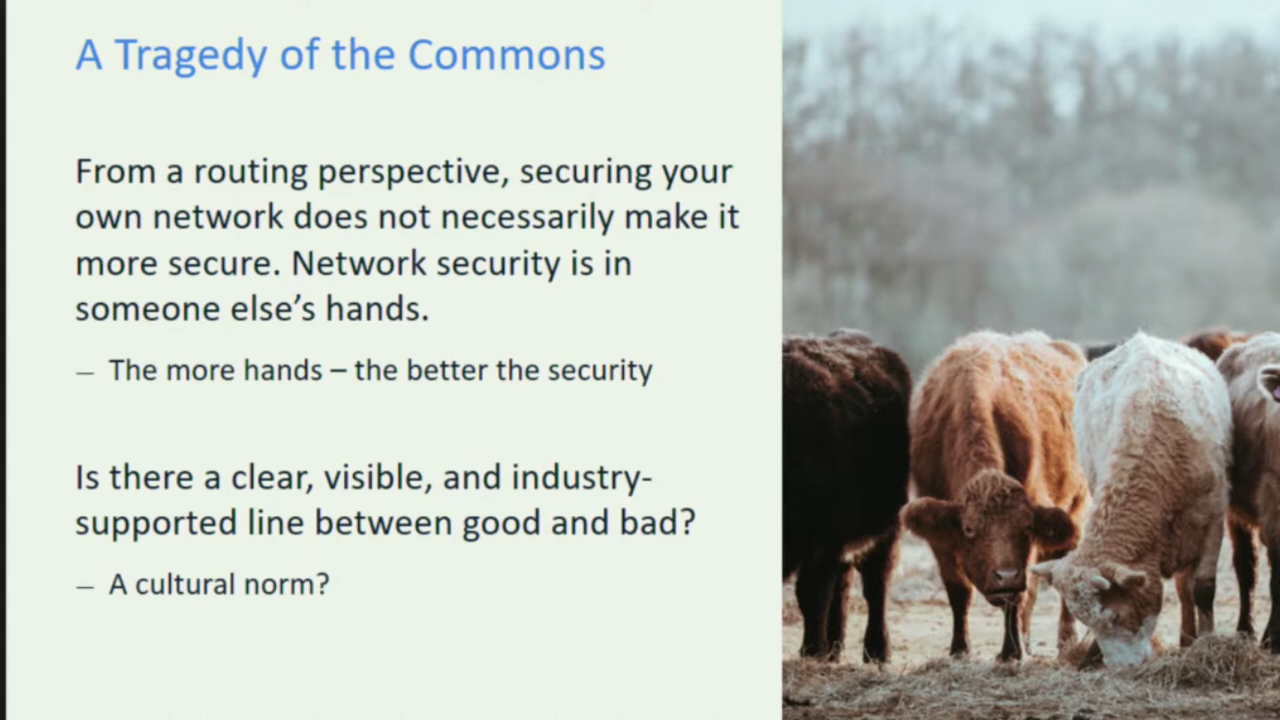 A Tragedy of the Commons
From a routing perspective, securing your
own network does not necessarily make it
more secure. Network security is in
someone else’s hands.
– The more hands – the better the security
Is there a clear, visible, and industry-
supported line between good and bad?
– A cultural norm?